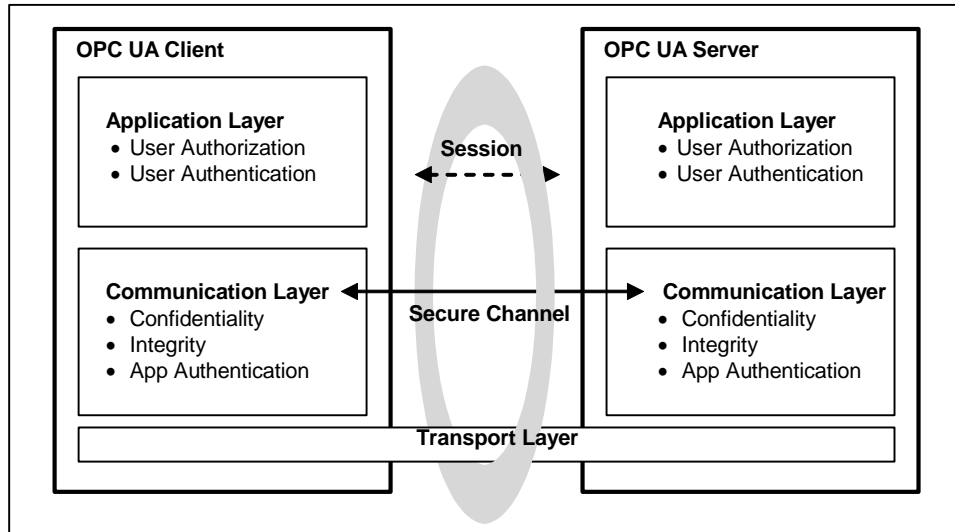 OPC UA Client
Application Layer
• User Authorization
• User Authentication
Communication Layer
• Confidentiality
• Integrity
• App Authentication
Session
Secure Channel
Transport Layer
OPC UA Server
Application Layer
• User Authorization
• User Authentication
Communication Layer
• Confidentiality
• Integrity
• App Authentication